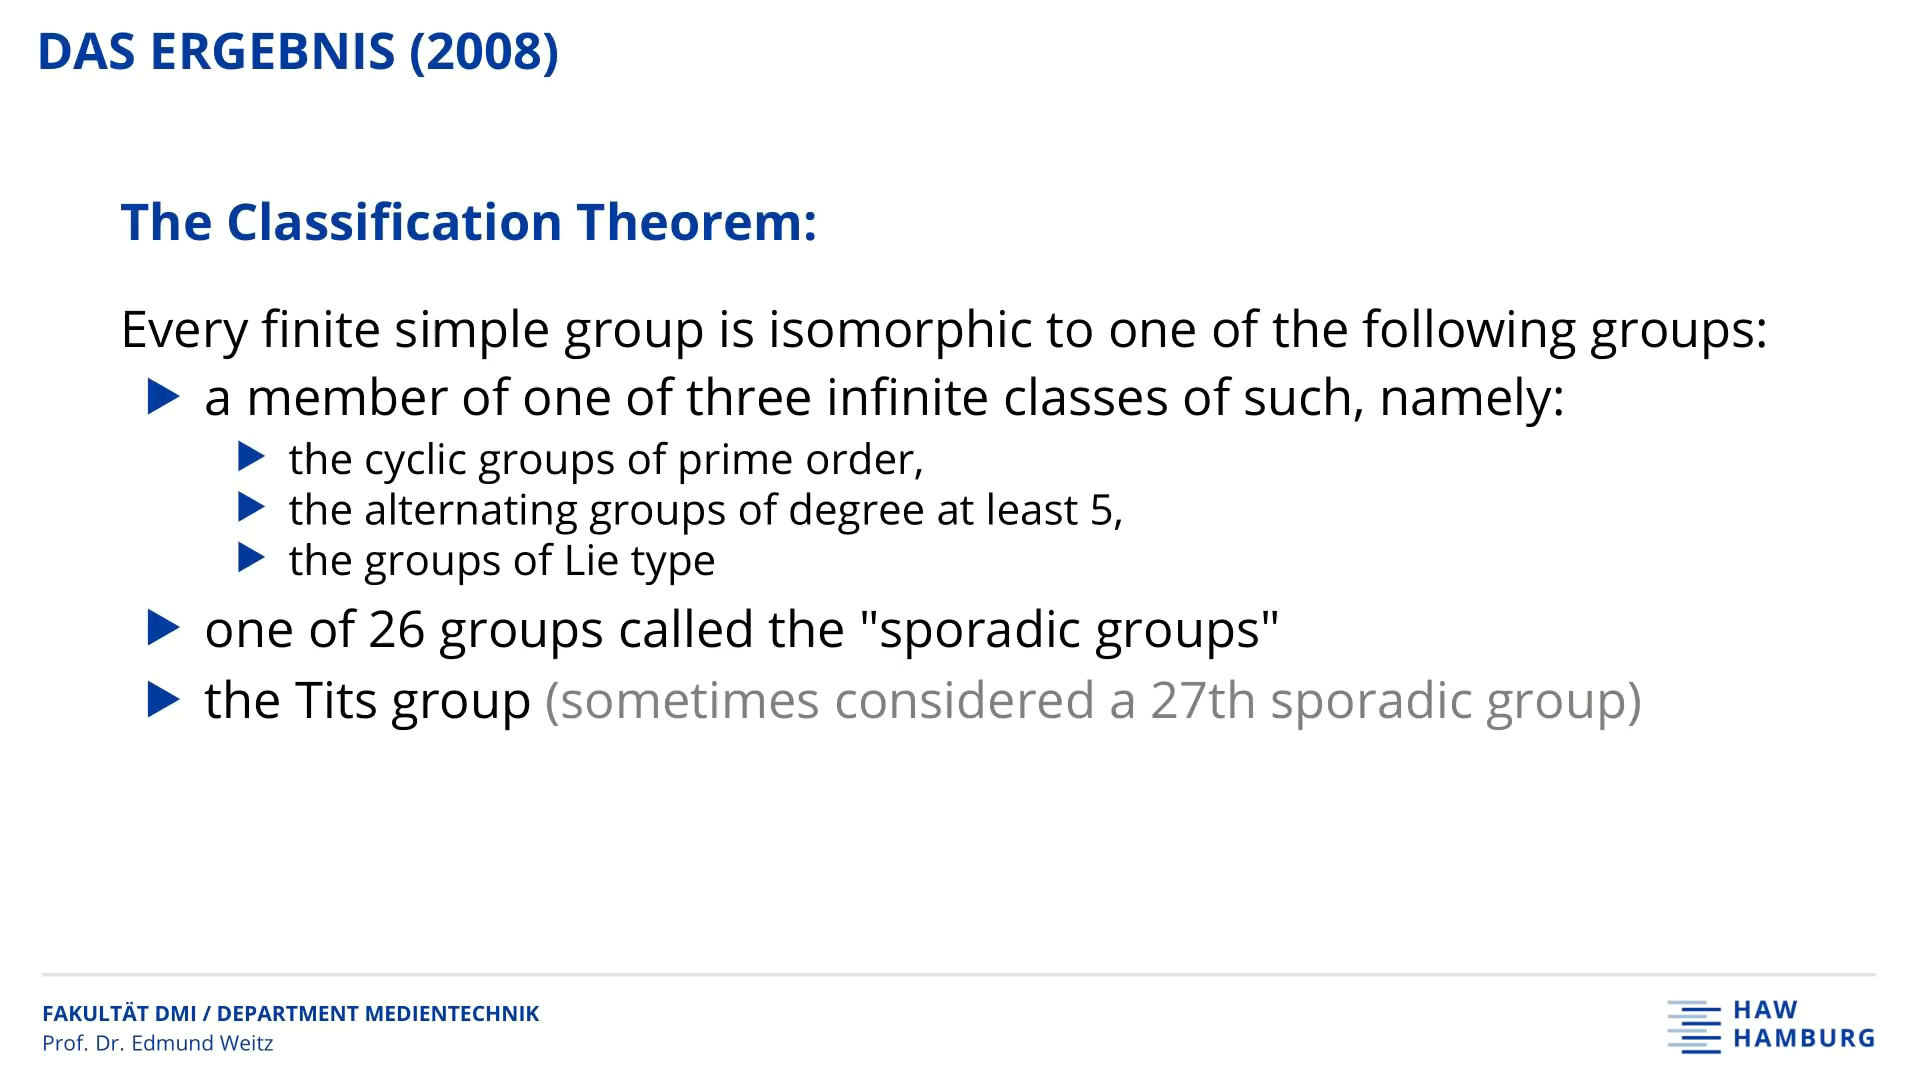 DAS ERGEBNIS (2008)
The Classification Theorem:
Every finite simple group is isomorphic to one of the following groups:
a member of one of three infinite classes of such, namely:
the cyclic groups of prime order,
the alternating groups of degree at least 5,
the groups of Lie type
one of 26 groups called the "sporadic groups"
the Tits group (sometimes considered a 27th sporadic group)
FAKULTÄT DMI / DEPARTMENT MEDIENTECHNIK
Prof. Dr. Edmund Weitz
HAW
HAMBURG